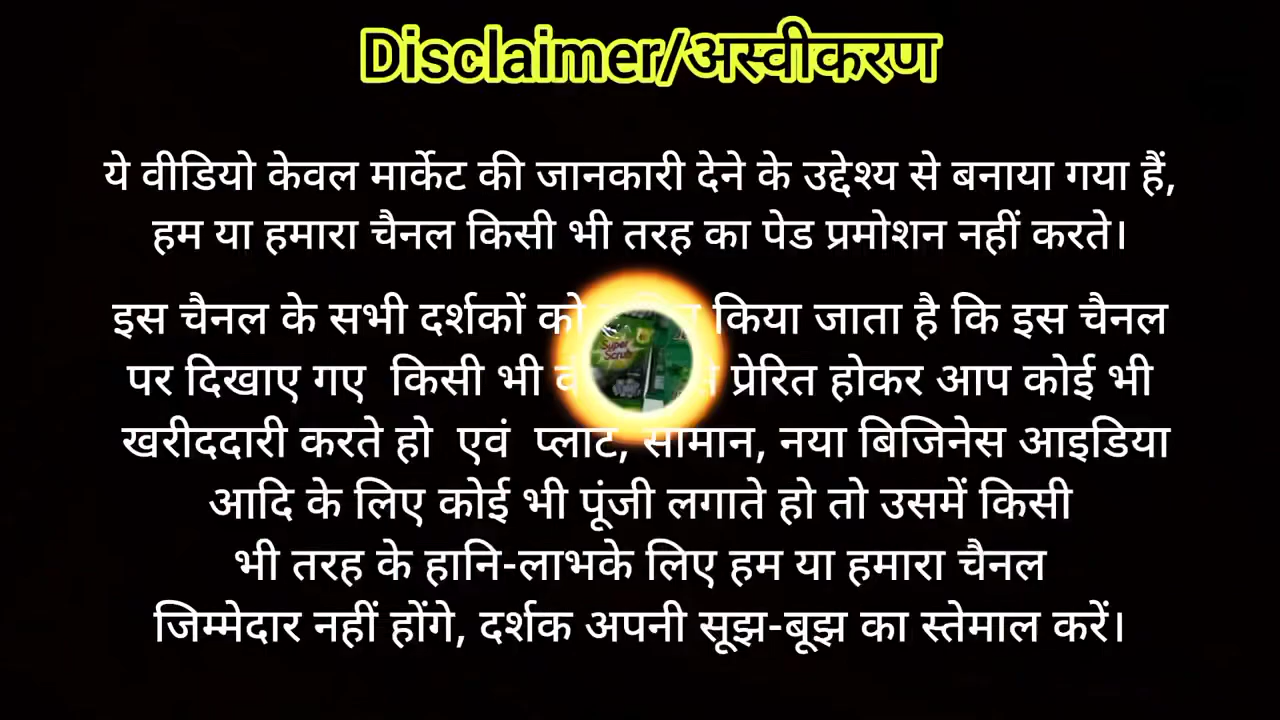 Disclaimer/अस्वीकरण
ये वीडियो केवल मार्केट की जानकारी देने के उद्देश्य से बनाया गया हैं,
हम या हमारा चैनल किसी भी तरह का पेड प्रमोशन नहीं करते।
इस चैनल के सभी दर्शकों को किया जाता है कि इस चैनल
पर दिखाए गए किसी भी प्रेरित होकर आप कोई भी
Super
Scrub
खरीददारी करते हो एवं प्लाट, सामान, नया बिजिनेस आइडिया
आदि के लिए कोई भी पूंजी लगाते हो तो उसमें किसी
भी तरह के हानि-लाभके लिए हम या हमारा चैनल
जिम्मेदार नहीं होंगे, दर्शक अपनी सूझ-बूझ का स्तेमाल करें।